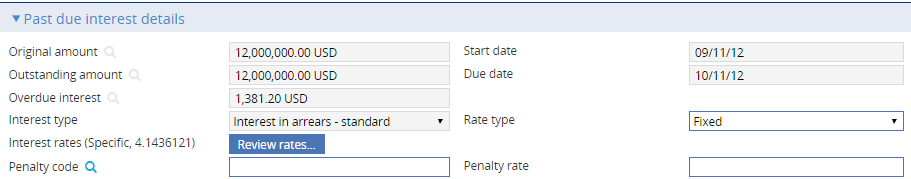 Past due interest details
Original amount 12,000,000.00 USD Start date 09/11/12
Outstanding amount 12,000,000.00 USD Due date 10/11/12
Overdue interest 1,381.20 USD
Interest type Interest in arrears - standard Rate type Fixed
Interest rates (Specific, 4.1436121) Review rates...
Penalty code Penalty rate